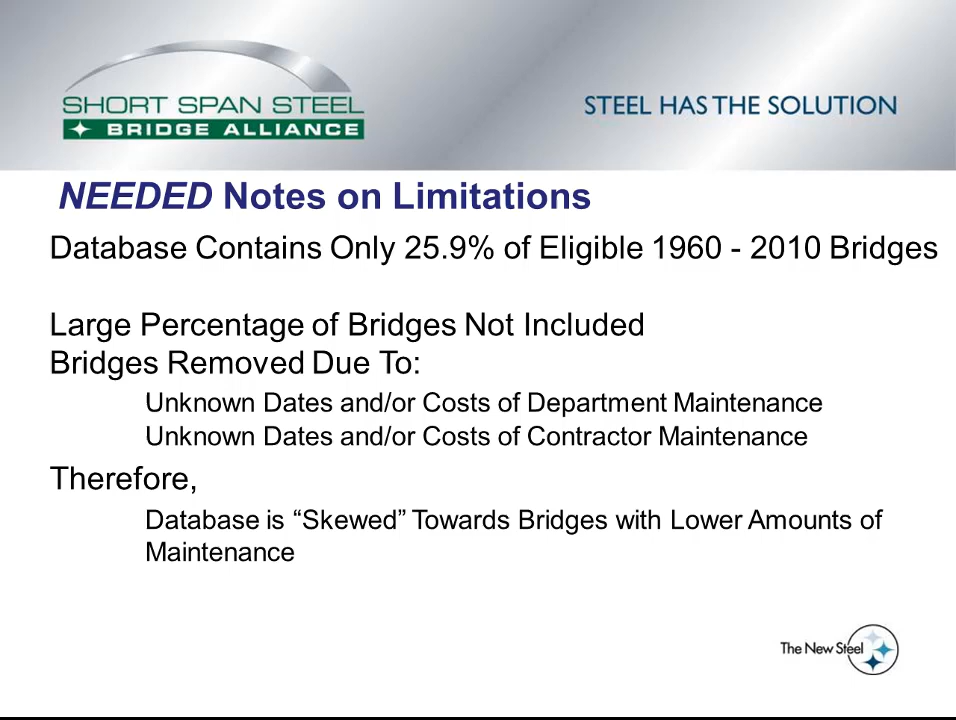 SHORT SPAN STEEL
BRIDGE ALLIANCE
STEEL HAS THE SOLUTION
NEEDED Notes on Limitations
Database Contains Only 25.9% of Eligible 1960 - 2010 Bridges
Large Percentage of Bridges Not Included
Bridges Removed Due To:
Unknown Dates and/or Costs of Department Maintenance
Unknown Dates and/or Costs of Contractor Maintenance
Therefore,
Database is “Skewed” Towards Bridges with Lower Amounts of
Maintenance
The New Steel